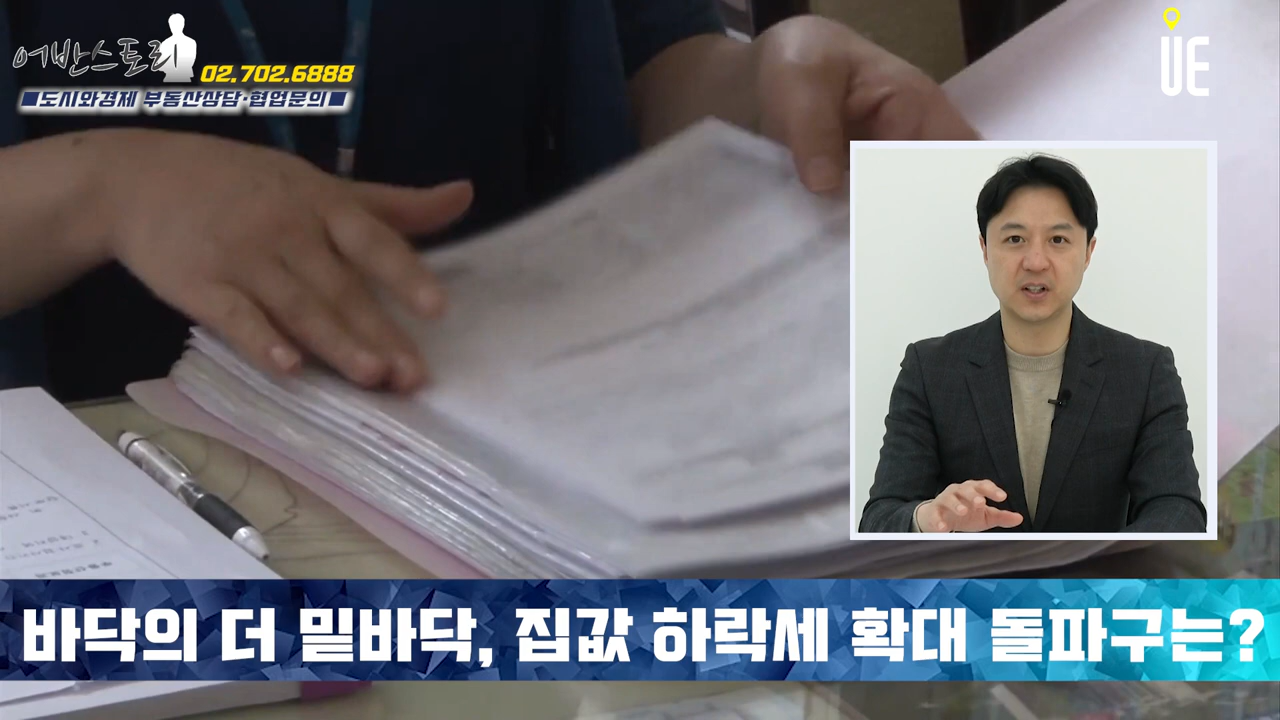 어반스토리
02.702.6888
■도시와경제 부동산상담·협업문의■
UE
바닥의 더 밑바닥, 집값 하락세 확대 돌파구는?